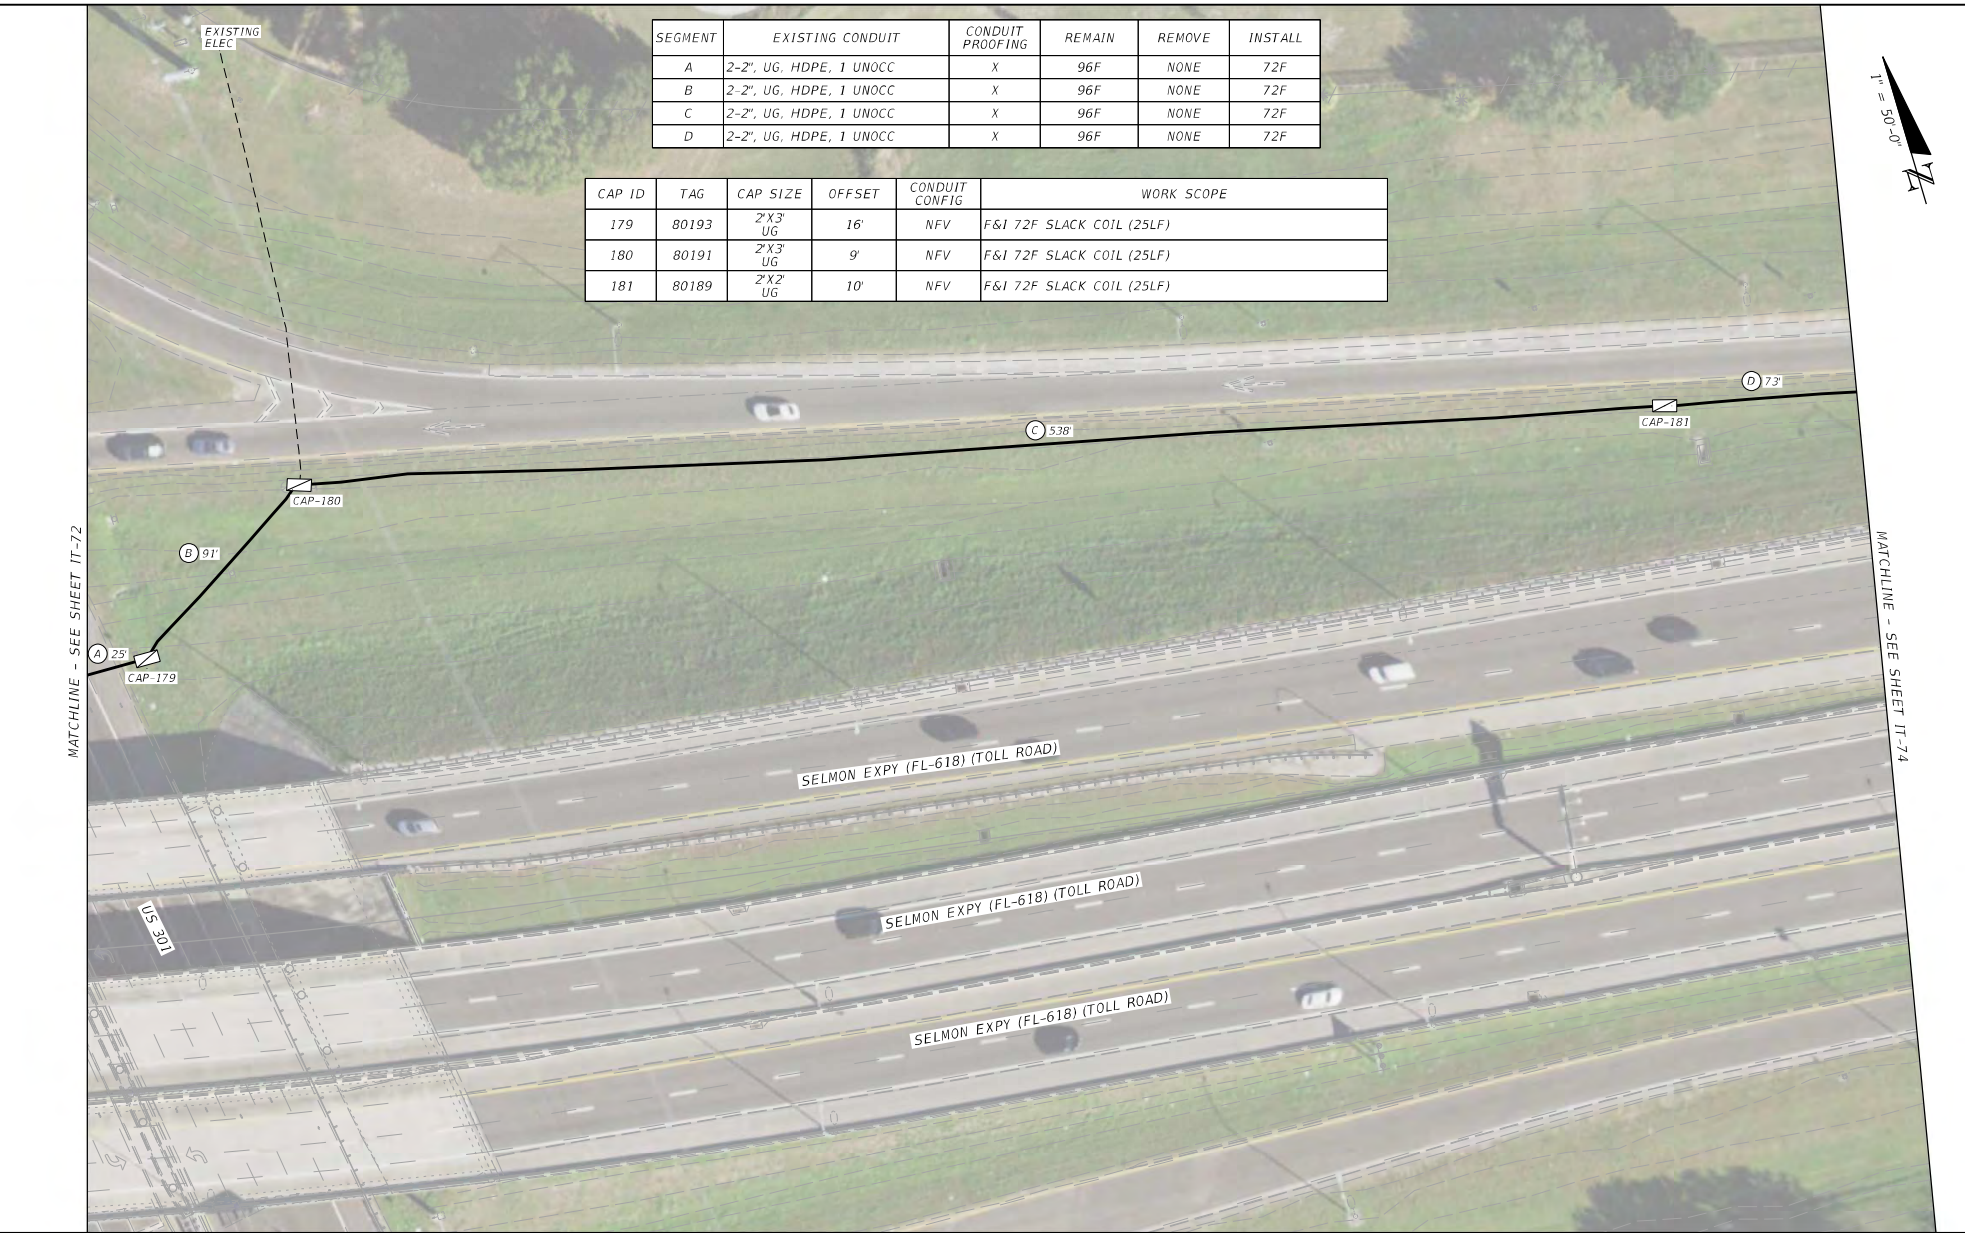 EXISTING
ELEC
SEGMENT EXISTING CONDUIT CONDUIT PROOFING REMAIN REMOVE INSTALL
A 2-2", UG, HDPE, 1 UNOCC X 96F NONE 72F
B 2-2", UG, HDPE, 1 UNOCC X 96F NONE 72F
C 2-2", UG, HDPE, 1 UNOCC X 96F NONE 72F
D 2-2", UG, HDPE, 1 UNOCC X 96F NONE 72F
CAP ID TAG CAP SIZE OFFSET CONDUIT CONFIG WORK SCOPE
179 80193 2'X3' UG 16' NFV F&I 72F SLACK COIL (25LF)
180 80191 2'X3' UG 9' NFV F&I 72F SLACK COIL (25LF)
181 80189 2'X2' UG 10' NFV F&I 72F SLACK COIL (25LF)
1" = 50'-0"
N
D 73'
CAP-181
C 538'
CAP-180
B 91'
A 25'
CAP-179
MATCHLINE - SEE SHEET IT-72
MATCHLINE - SEE SHEET IT-74
SELMON EXPY (FL-618) (TOLL ROAD)
SELMON EXPY (FL-618) (TOLL ROAD)
US 301
SELMON EXPY (FL-618) (TOLL ROAD)